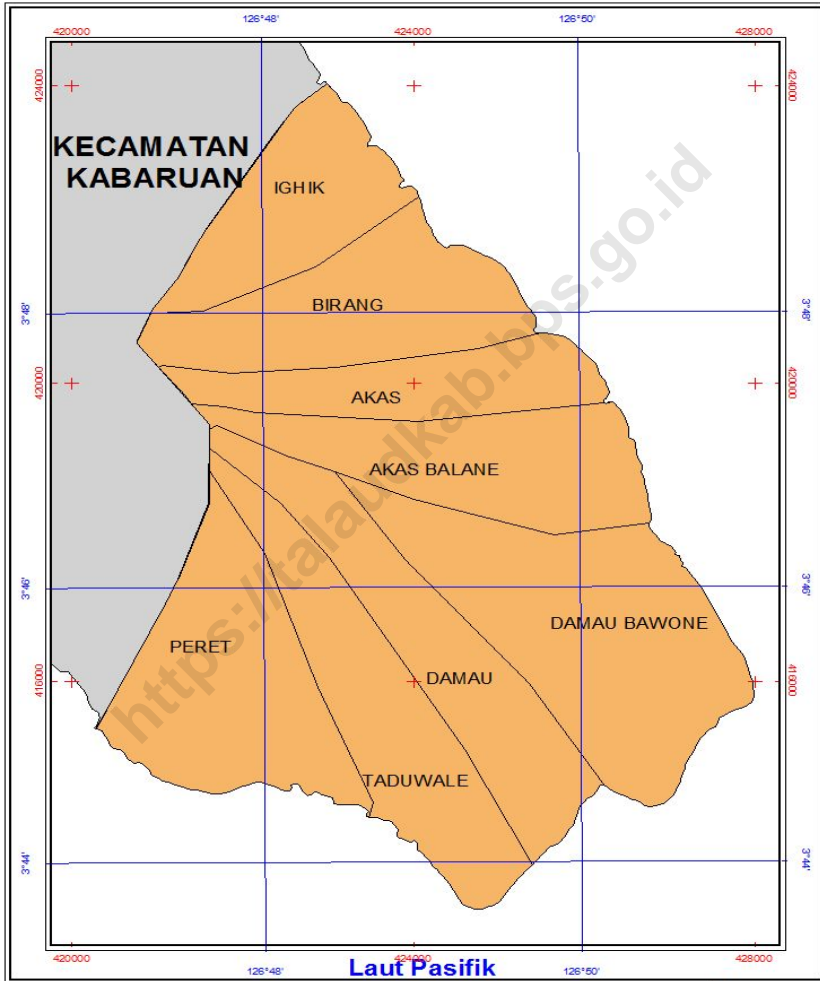 420000
126°48'
424000
126°50'
428000
424000
424000
KECAMATAN
KABARUAN
IGHIK
BIRANG
3°48'
3°48'
420000
420000
AKAS
AKAS BALANE
3°46'
3°46'
DAMAU BAWONE
PERET
DAMAU
416000
416000
TADUWALE
3°44'
3°44'
420000
126°48'
424000
126°50'
428000
Laut Pasifik
https://talaudkab.bps.go.id